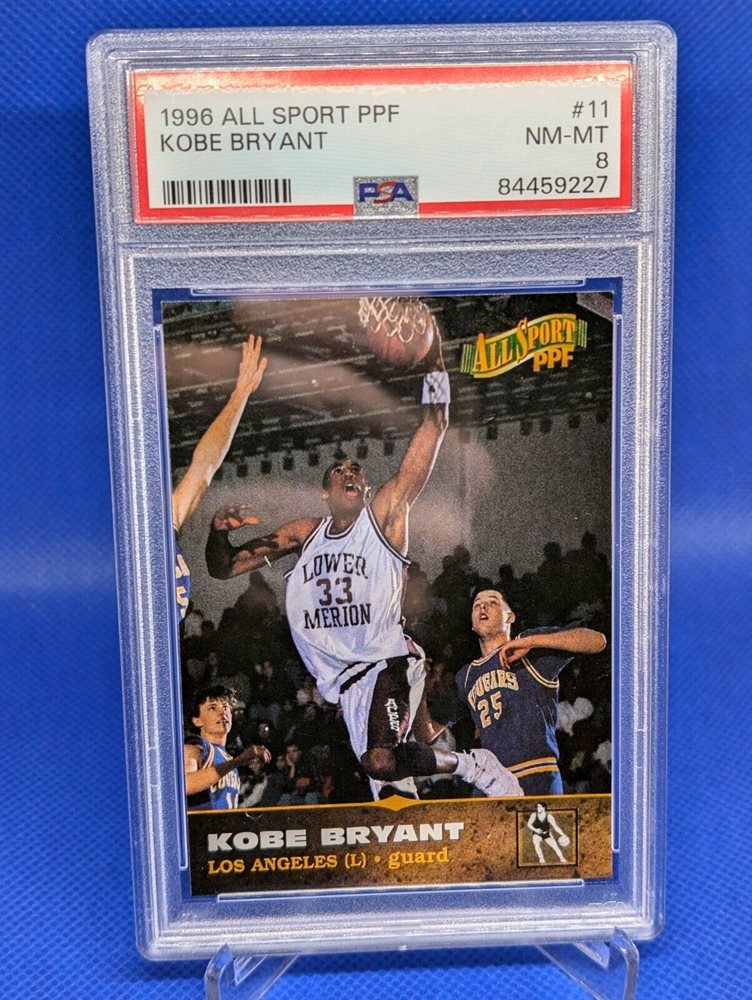 1996 ALL SPORT PPF #11
KOBE BRYANT NM-MT
8
PSA 84459227
ALL SPORT
PPF
LOWER
33
MERION
COUGARS
25
KOBE BRYANT
LOS ANGELES (L) • guard